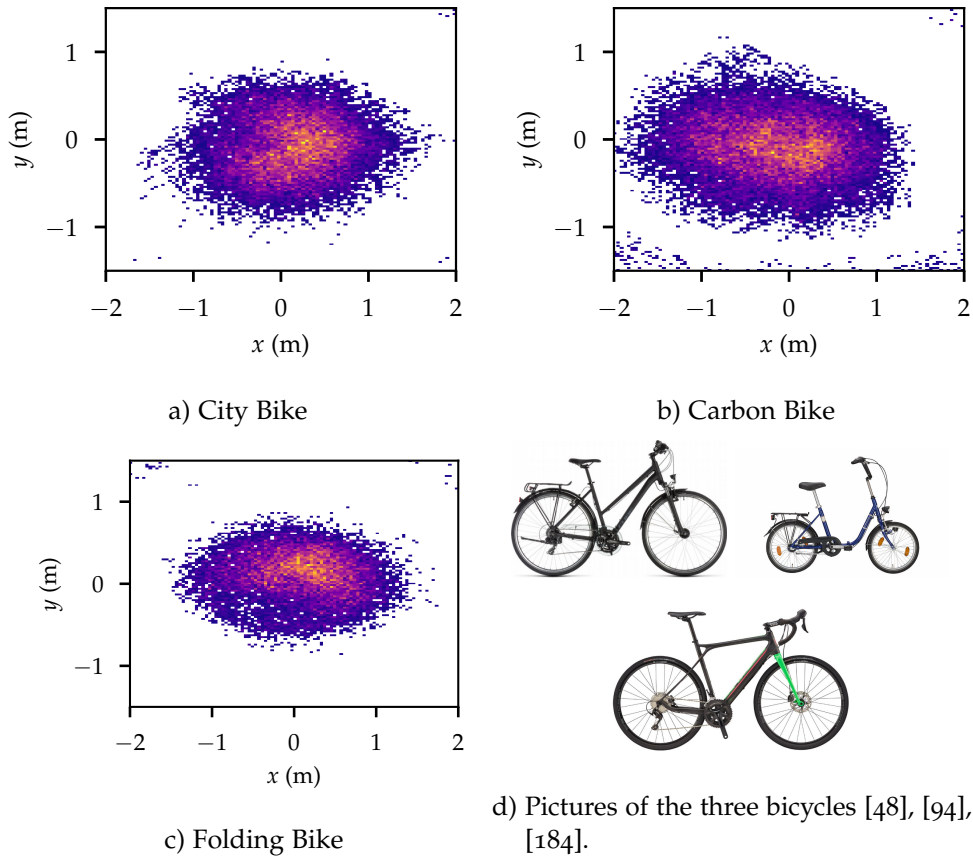 1
0
−1
y (m)
−2
−1
0
1
2
x (m)
a) City Bike
1
0
−1
y (m)
−2
−1
0
1
2
x (m)
b) Carbon Bike
1
0
−1
y (m)
−2
−1
0
1
2
x (m)
c) Folding Bike
d) Pictures of the three bicycles [48], [94],
[184].